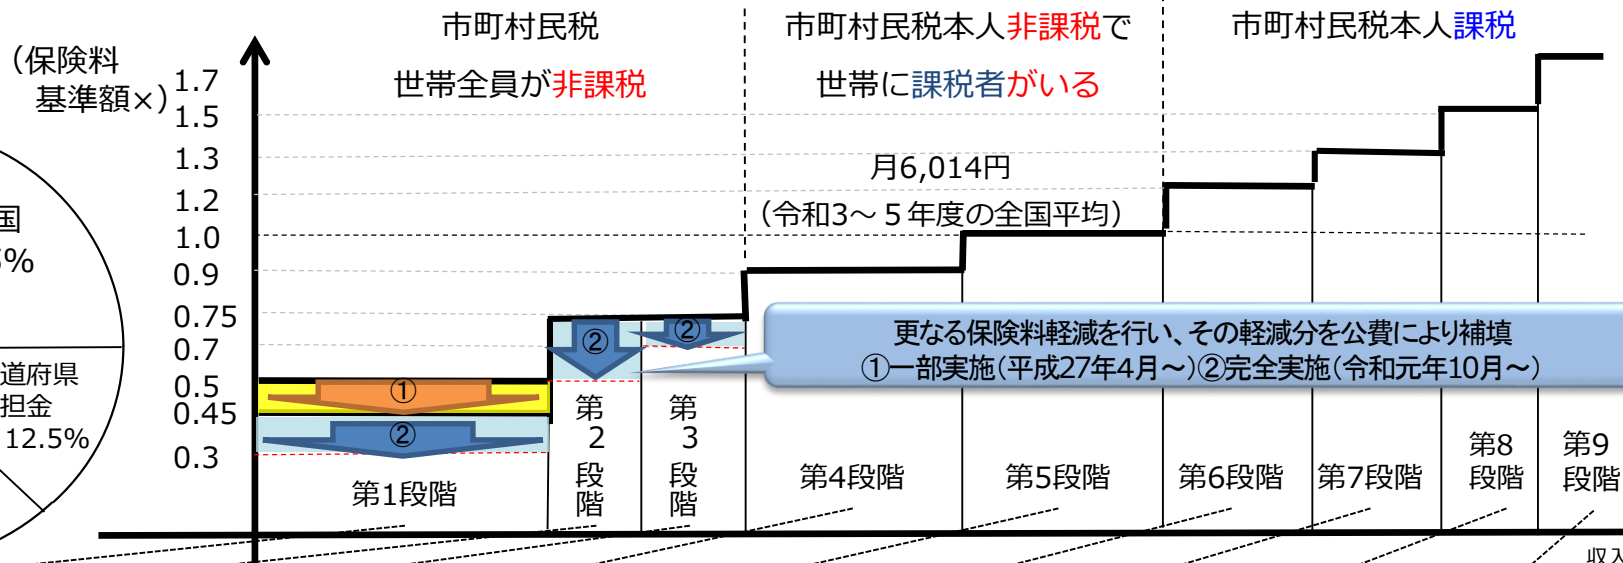 市町村民税
世帯全員が非課税
市町村民税本人非課税で
世帯に課税者がいる
市町村民税本人課税
（保険料
基準額×）
1.7
1.5
1.3
1.2
1.0
0.9
0.75
0.7
0.5
0.45
0.3
月6,014円
（令和3～５年度の全国平均）
国
%
道府県
担金
12.5%
①
②
②
②
更なる保険料軽減を行い、その軽減分を公費により補填
①一部実施（平成27年4月～）②完全実施（令和元年10月～）
第1段階
第2段階
第3段階
第4段階
第5段階
第6段階
第7段階
第8
段階
第9
段階
収入